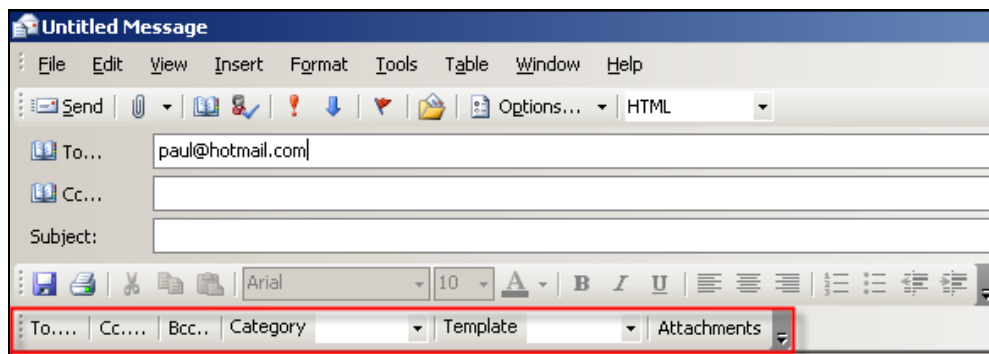 Untitled Message
File Edit View Insert Format Tools Table Window Help
Send Options... HTML
To... paul@hotmail.com
Cc...
Subject:
Arial 10 A B I U
To.... Cc.... Bcc.. Category Template Attachments